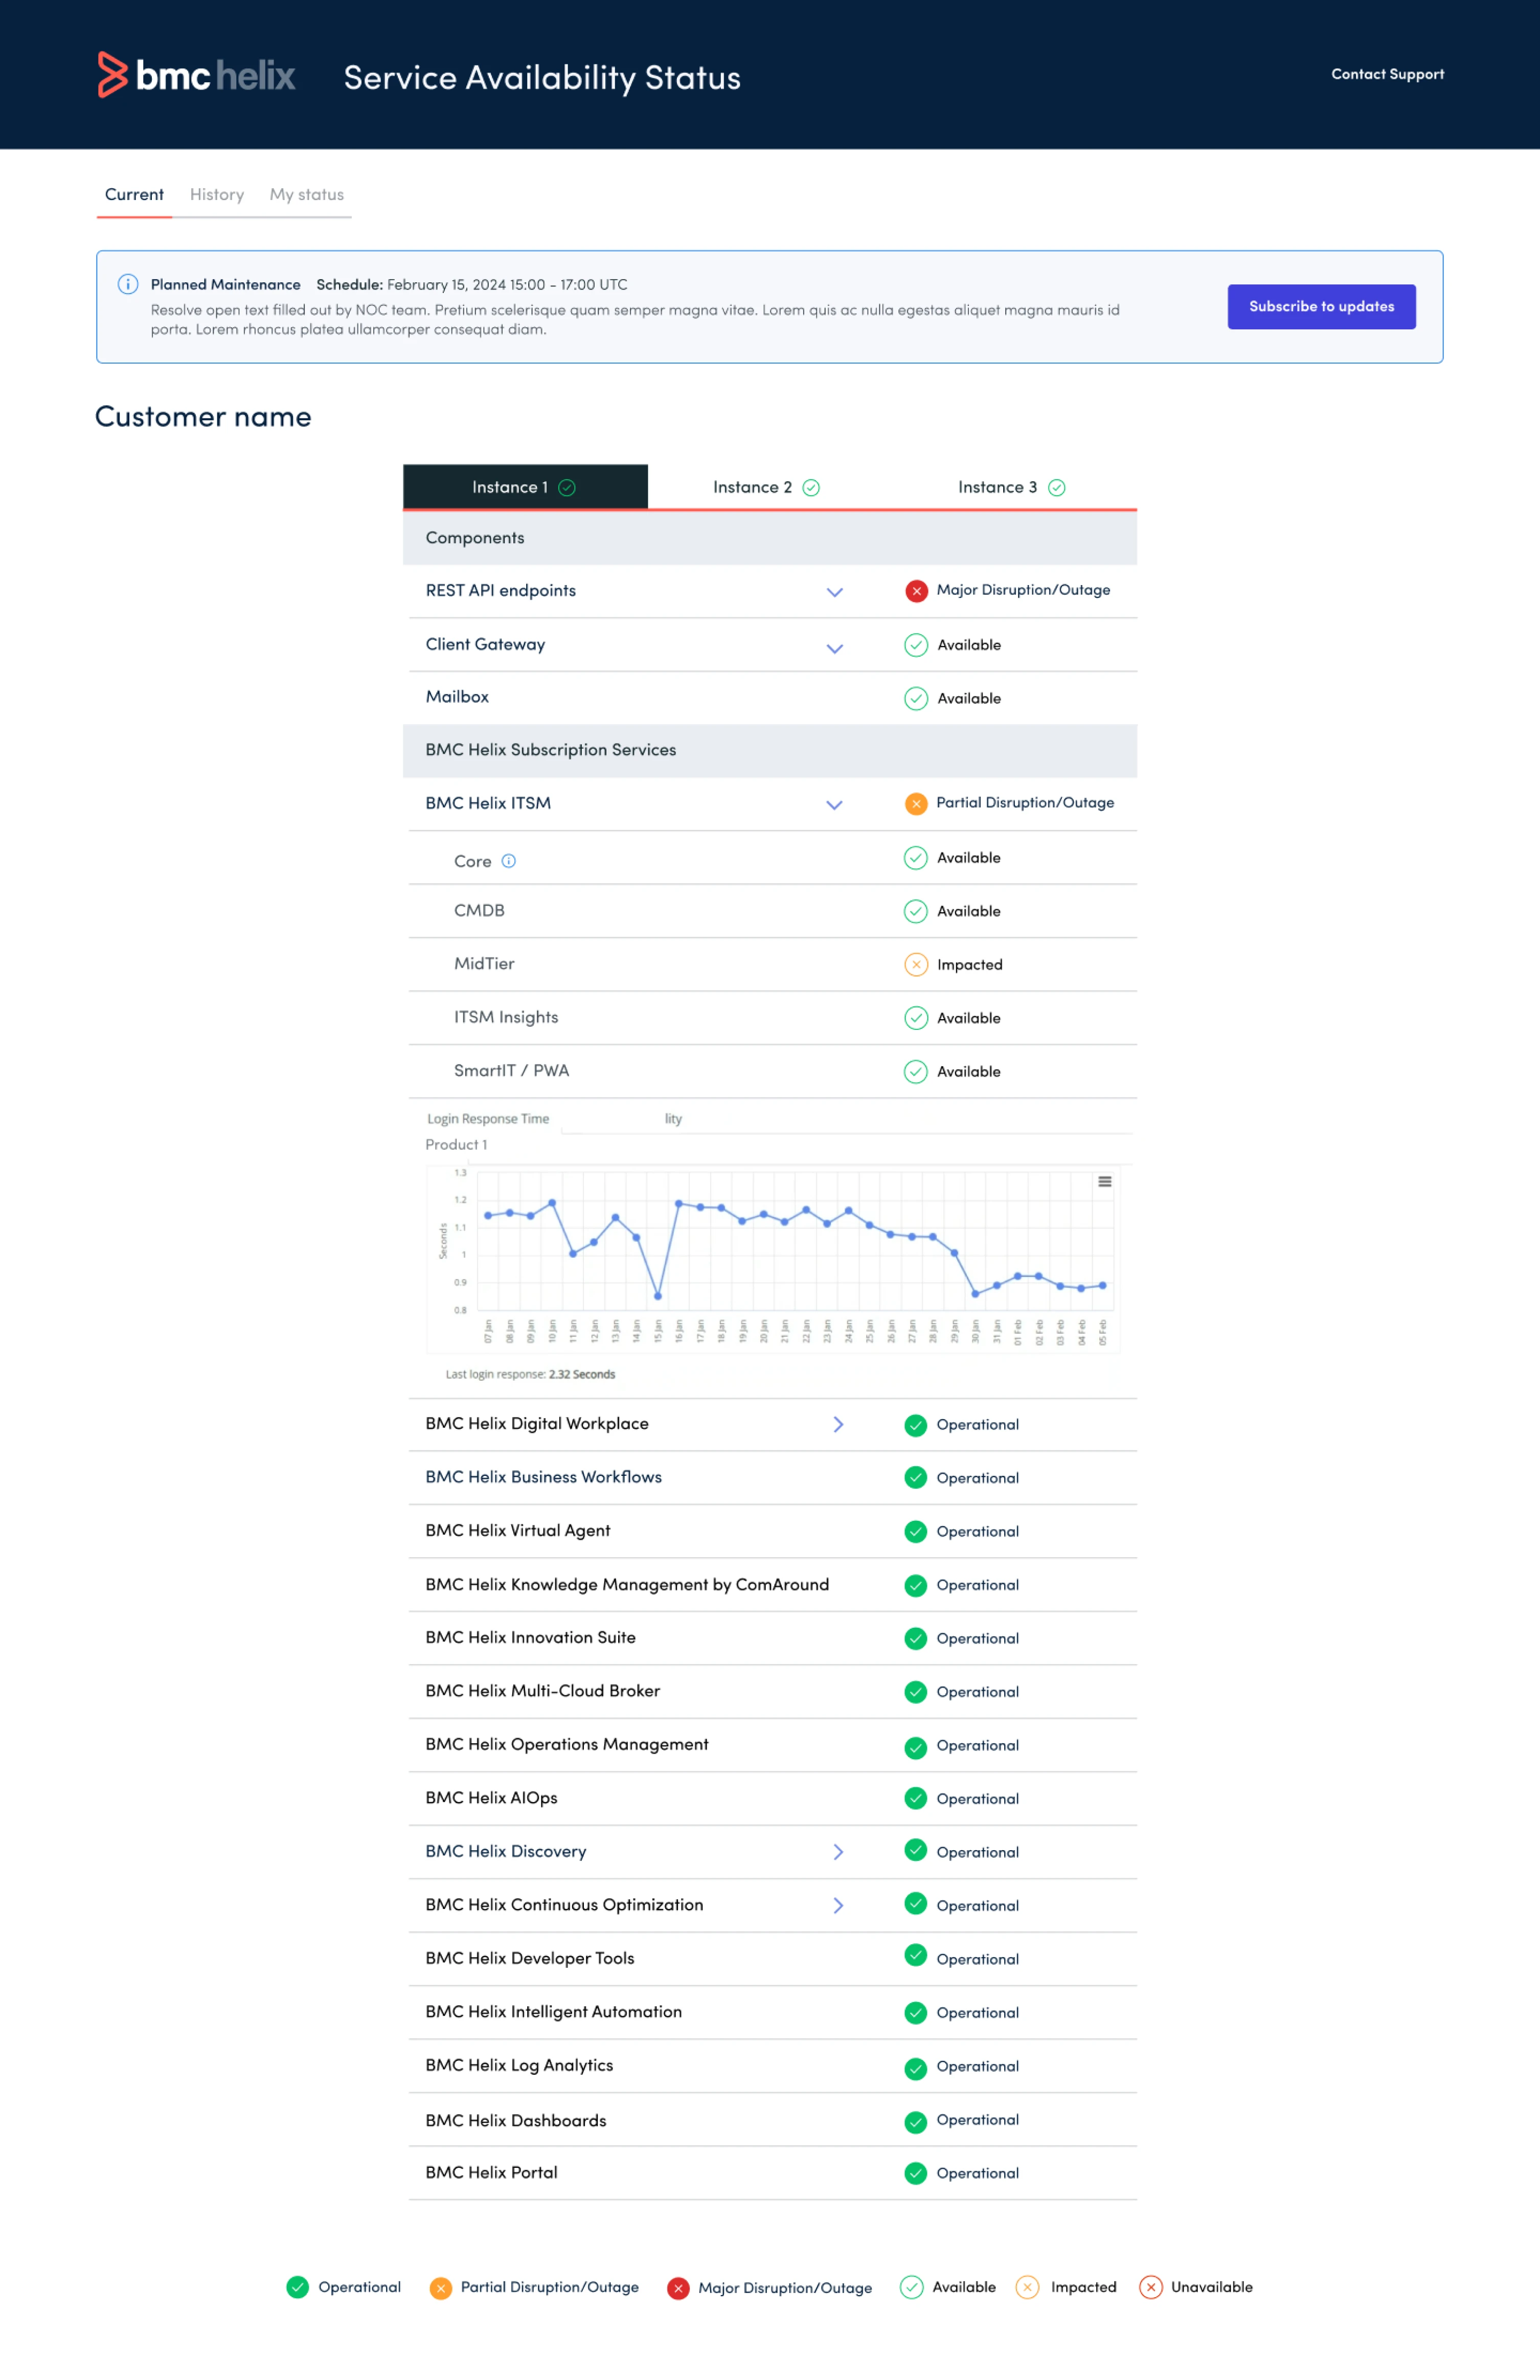 bmc helix
Service Availability Status
Contact Support
Current History My status
Planned Maintenance Schedule: February 15, 2024 15:00 - 17:00 UTC
Resolve open text filled out by NOC team. Pretium scelerisque quam semper magna vitae. Lorem quis ac nulla egestas aliquet magna mauris id
porta. Lorem rhoncus platea ullamcorper consequat diam.
Subscribe to updates
Customer name
Instance 1 Instance 2 Instance 3
Components
REST API endpoints Major Disruption/Outage
Client Gateway Available
Mailbox Available
BMC Helix Subscription Services
BMC Helix ITSM Partial Disruption/Outage
Core Available
CMDB Available
MidTier Impacted
ITSM Insights Available
SmartIT / PWA Available
Login Response Time lity
Product 1
Seconds
1.3
1.2
1.1
1
0.9
0.8
07 Jan 08 Jan 09 Jan 10 Jan 11 Jan 12 Jan 13 Jan 14 Jan 15 Jan 16 Jan 17 Jan 18 Jan 19 Jan 20 Jan 21 Jan 22 Jan 23 Jan 24 Jan 25 Jan 26 Jan 27 Jan 28 Jan 29 Jan 30 Jan 31 Jan 01 Feb 02 Feb 03 Feb 04 Feb 05 Feb
Last login response: 2.32 Seconds
BMC Helix Digital Workplace Operational
BMC Helix Business Workflows Operational
BMC Helix Virtual Agent Operational
BMC Helix Knowledge Management by ComAround Operational
BMC Helix Innovation Suite Operational
BMC Helix Multi-Cloud Broker Operational
BMC Helix Operations Management Operational
BMC Helix AIOps Operational
BMC Helix Discovery Operational
BMC Helix Continuous Optimization Operational
BMC Helix Developer Tools Operational
BMC Helix Intelligent Automation Operational
BMC Helix Log Analytics Operational
BMC Helix Dashboards Operational
BMC Helix Portal Operational
Operational Partial Disruption/Outage Major Disruption/Outage Available Impacted Unavailable